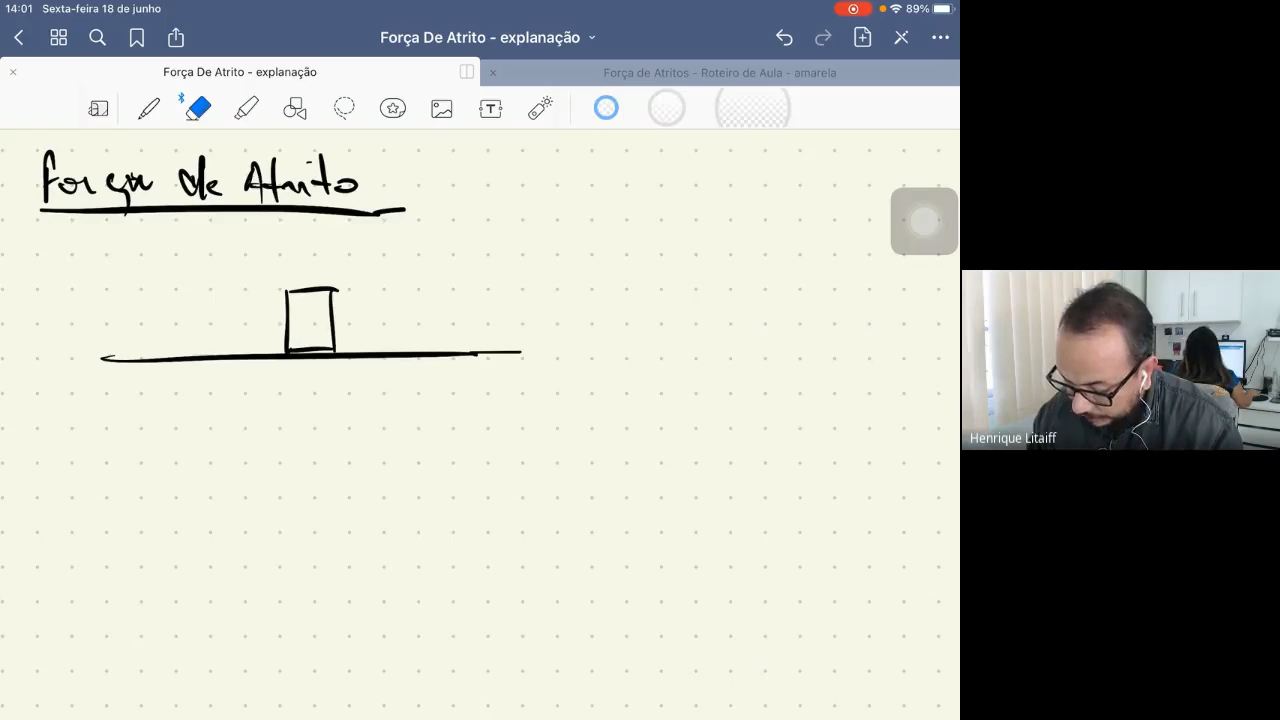 14:01 Sexta-feira 18 de junho
89%
Força De Atrito - explanação
Força De Atrito - explanação
Força de Atritos - Roteiro de Aula - amarela
T
Força de Atrito
Henrique Litaiff